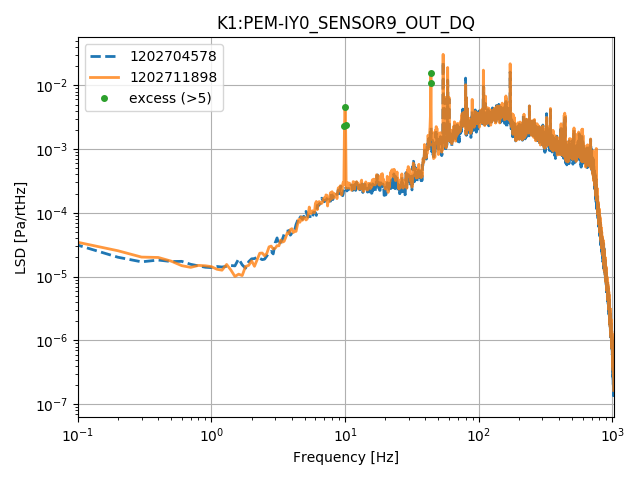 K1:PEM-IY0_SENSOR9_OUT_DQ
1202704578
1202711898
excess (>5)
LSD [Pa/rtHz]
10⁻²
10⁻³
10⁻⁴
10⁻⁵
10⁻⁶
10⁻⁷
10⁻¹ 10⁰ 10¹ 10² 10³
Frequency [Hz]